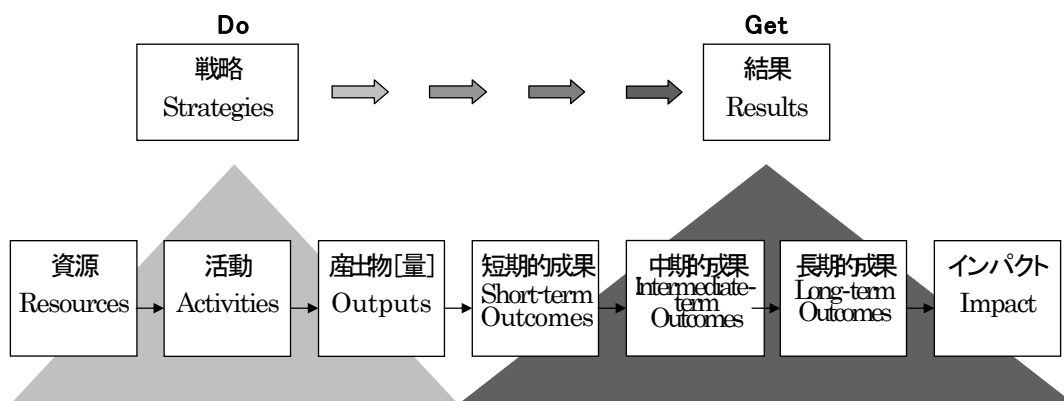 Do
Get
戦略
Strategies
結果
Results
資源
Resources
活動
Activities
産出物[量]
Outputs
短期的成果
Short-term
Outcomes
中期的成果
Intermediate-
term
Outcomes
長期的成果
Long-term
Outcomes
インパクト
Impact